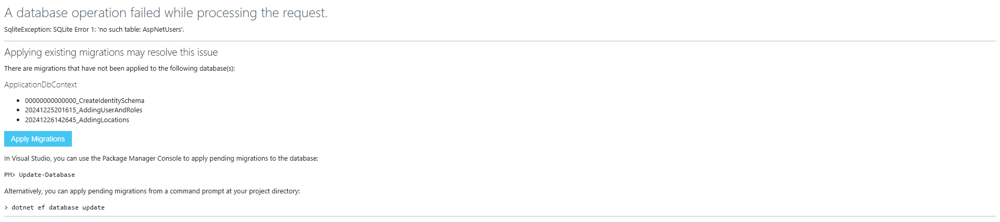 A database operation failed while processing the request.
SqliteException: SQLite Error 1: 'no such table: AspNetUsers'.
Applying existing migrations may resolve this issue
There are migrations that have not been applied to the following database(s):
ApplicationDbContext
• 00000000000000_CreateIdentitySchema
• 20241225201615_AddingUserAndRoles
• 20241226142645_AddingLocations
Apply Migrations
In Visual Studio, you can use the Package Manager Console to apply pending migrations to the database:
PM> Update-Database
Alternatively, you can apply pending migrations from a command prompt at your project directory:
> dotnet ef database update